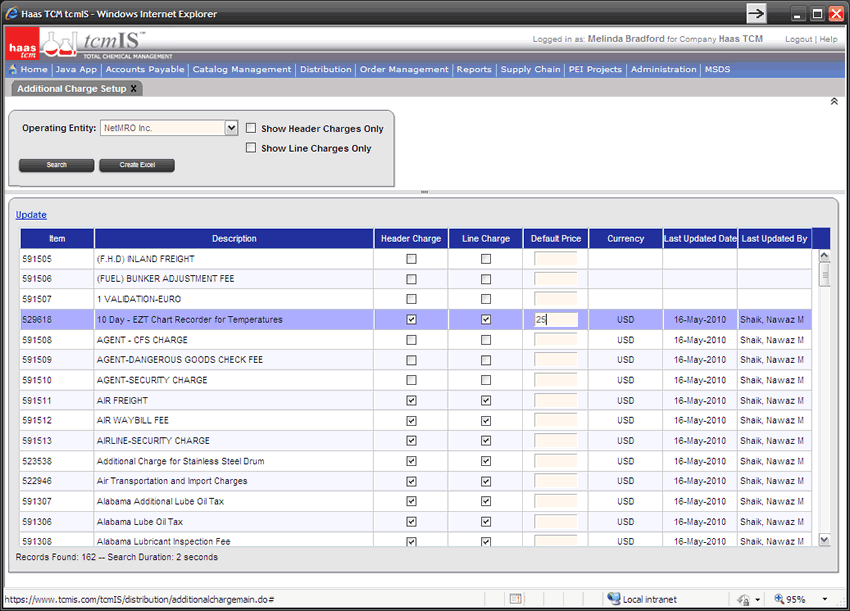 Haas TCM tcmIS - Windows Internet Explorer
haas tcm
tcmIS™
TOTAL CHEMICAL MANAGEMENT
Logged in as: Melinda Bradford for Company Haas TCM
Logout | Help
Home | Java App | Accounts Payable | Catalog Management | Distribution | Order Management | Reports | Supply Chain | PEI Projects | Administration | MSDS
Additional Charge Setup X
Operating Entity: NetMRO Inc.
Show Header Charges Only
Show Line Charges Only
Search
Create Excel
Update
Item Description Header Charge Line Charge Default Price Currency Last Updated Date Last Updated By
591505 (F.H.D) INLAND FREIGHT
591506 (FUEL) BUNKER ADJUSTMENT FEE
591507 1 VALIDATION-EURO
529618 10 Day - EZT Chart Recorder for Temperatures 25 USD 16-May-2010 Shaik, Nawaz M
591508 AGENT - CFS CHARGE USD 16-May-2010 Shaik, Nawaz M
591509 AGENT-DANGEROUS GOODS CHECK FEE USD 16-May-2010 Shaik, Nawaz M
591510 AGENT-SECURITY CHARGE USD 16-May-2010 Shaik, Nawaz M
591511 AIR FREIGHT USD 16-May-2010 Shaik, Nawaz M
591512 AIR WAYBILL FEE USD 16-May-2010 Shaik, Nawaz M
591513 AIRLINE-SECURITY CHARGE USD 16-May-2010 Shaik, Nawaz M
523538 Additional Charge for Stainless Steel Drum USD 16-May-2010 Shaik, Nawaz M
522946 Air Transportation and Import Charges USD 16-May-2010 Shaik, Nawaz M
591307 Alabama Additional Lube Oil Tax USD 16-May-2010 Shaik, Nawaz M
591306 Alabama Lube Oil Tax USD 16-May-2010 Shaik, Nawaz M
591308 Alabama Lubricant Inspection Fee USD 16-May-2010 Shaik, Nawaz M
Records Found: 162 -- Search Duration: 2 seconds
https://www.tcmis.com/tcmIS/distribution/additionalchargemain.do#
Local intranet
95%